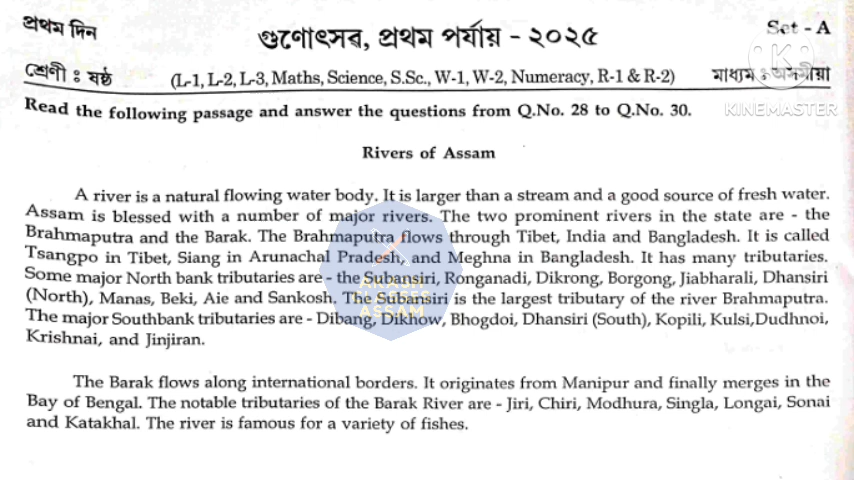 প্ৰথম দিন
গুণোৎসৱ, প্ৰথম পৰ্যায় - ২০২৫
Set - A
শ্ৰেণী : ষষ্ঠ
(L-1, L-2, L-3, Maths, Science, S.Sc., W-1, W-2, Numeracy, R-1 & R-2)
মাধ্যম : অসমীয়া
KINEMASTER
Read the following passage and answer the questions from Q.No. 28 to Q.No. 30.
Rivers of Assam
A river is a natural flowing water body. It is larger than a stream and a good source of fresh water.
Assam is blessed with a number of major rivers. The two prominent rivers in the state are - the
Brahmaputra and the Barak. The Brahmaputra flows through Tibet, India and Bangladesh. It is called
Tsangpo in Tibet, Siang in Arunachal Pradesh, and Meghna in Bangladesh. It has many tributaries.
Some major North bank tributaries are - the Subansiri, Ronganadi, Dikrong, Borgong, Jiabharali, Dhansiri
(North), Manas, Beki, Aie and Sankosh. The Subansiri is the largest tributary of the river Brahmaputra.
The major Southbank tributaries are - Dibang, Dikhow, Bhogdoi, Dhansiri (South), Kopili, Kulsi,Dudhnoi,
Krishnai, and Jinjiran.
The Barak flows along international borders. It originates from Manipur and finally merges in the
Bay of Bengal. The notable tributaries of the Barak River are - Jiri, Chiri, Modhura, Singla, Longai, Sonai
and Katakhal. The river is famous for a variety of fishes.
ASSAM